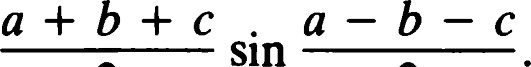 a + b + c sin a − b − c